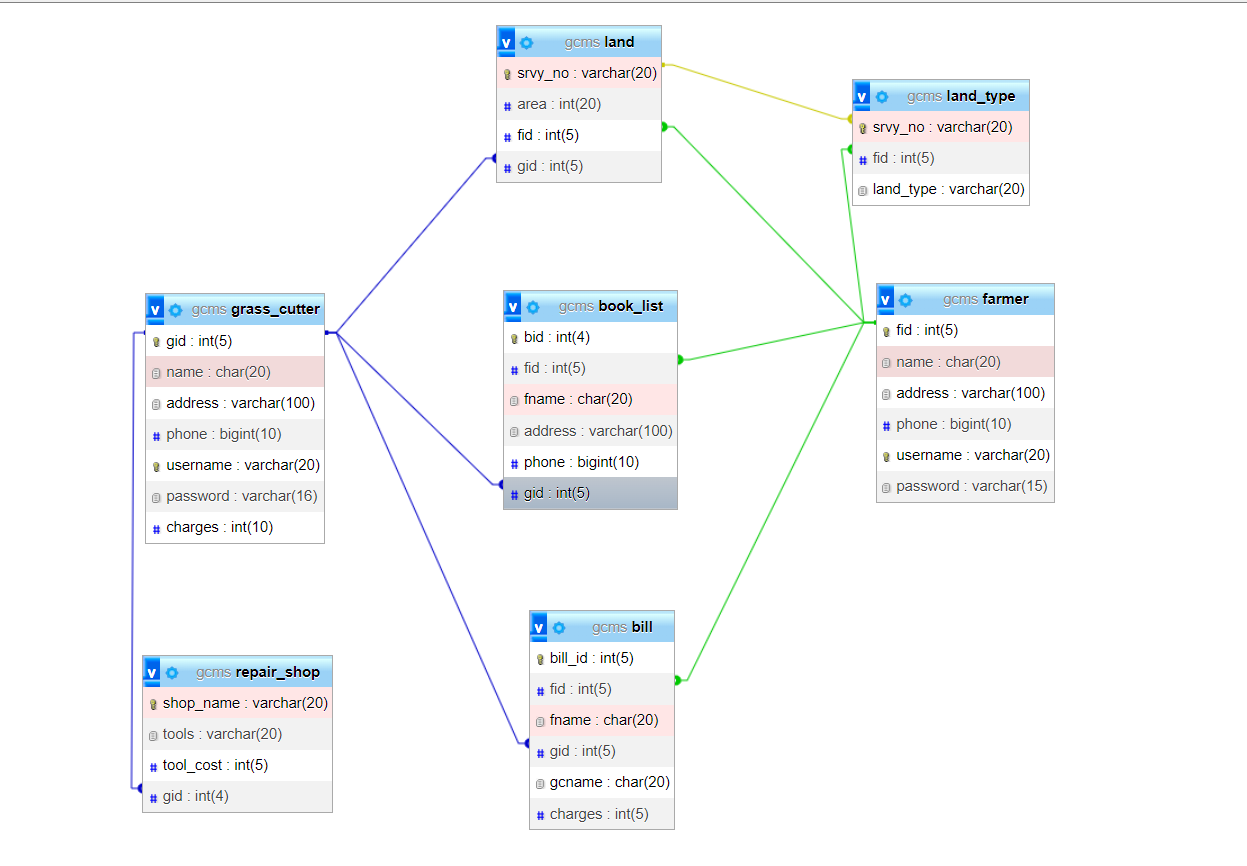 v gcms land
srvy_no : varchar(20)
# area : int(20)
# fid : int(5)
# gid : int(5)
v gcms land_type
srvy_no : varchar(20)
# fid : int(5)
land_type : varchar(20)
v gcms grass_cutter
gid : int(5)
name : char(20)
address : varchar(100)
# phone : bigint(10)
username : varchar(20)
password : varchar(16)
# charges : int(10)
v gcms book_list
bid : int(4)
# fid : int(5)
fname : char(20)
address : varchar(100)
# phone : bigint(10)
# gid : int(5)
v gcms farmer
fid : int(5)
name : char(20)
address : varchar(100)
# phone : bigint(10)
username : varchar(20)
password : varchar(15)
v gcms repair_shop
shop_name : varchar(20)
tools : varchar(20)
# tool_cost : int(5)
# gid : int(4)
v gcms bill
bill_id : int(5)
# fid : int(5)
fname : char(20)
# gid : int(5)
gcname : char(20)
# charges : int(5)